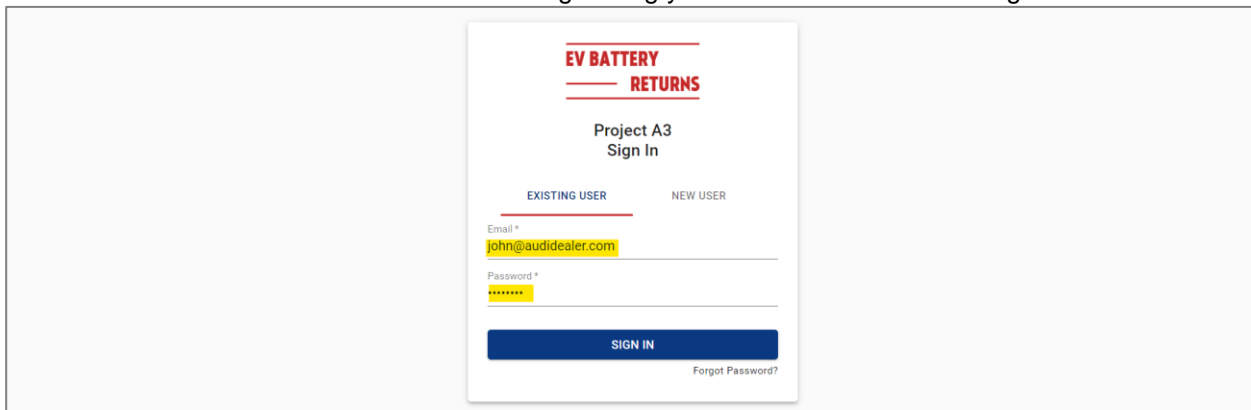 EV BATTERY
RETURNS
Project A3
Sign In
EXISTING USER NEW USER
Email *
john@audidealer.com
Password *
••••••••
SIGN IN
Forgot Password?